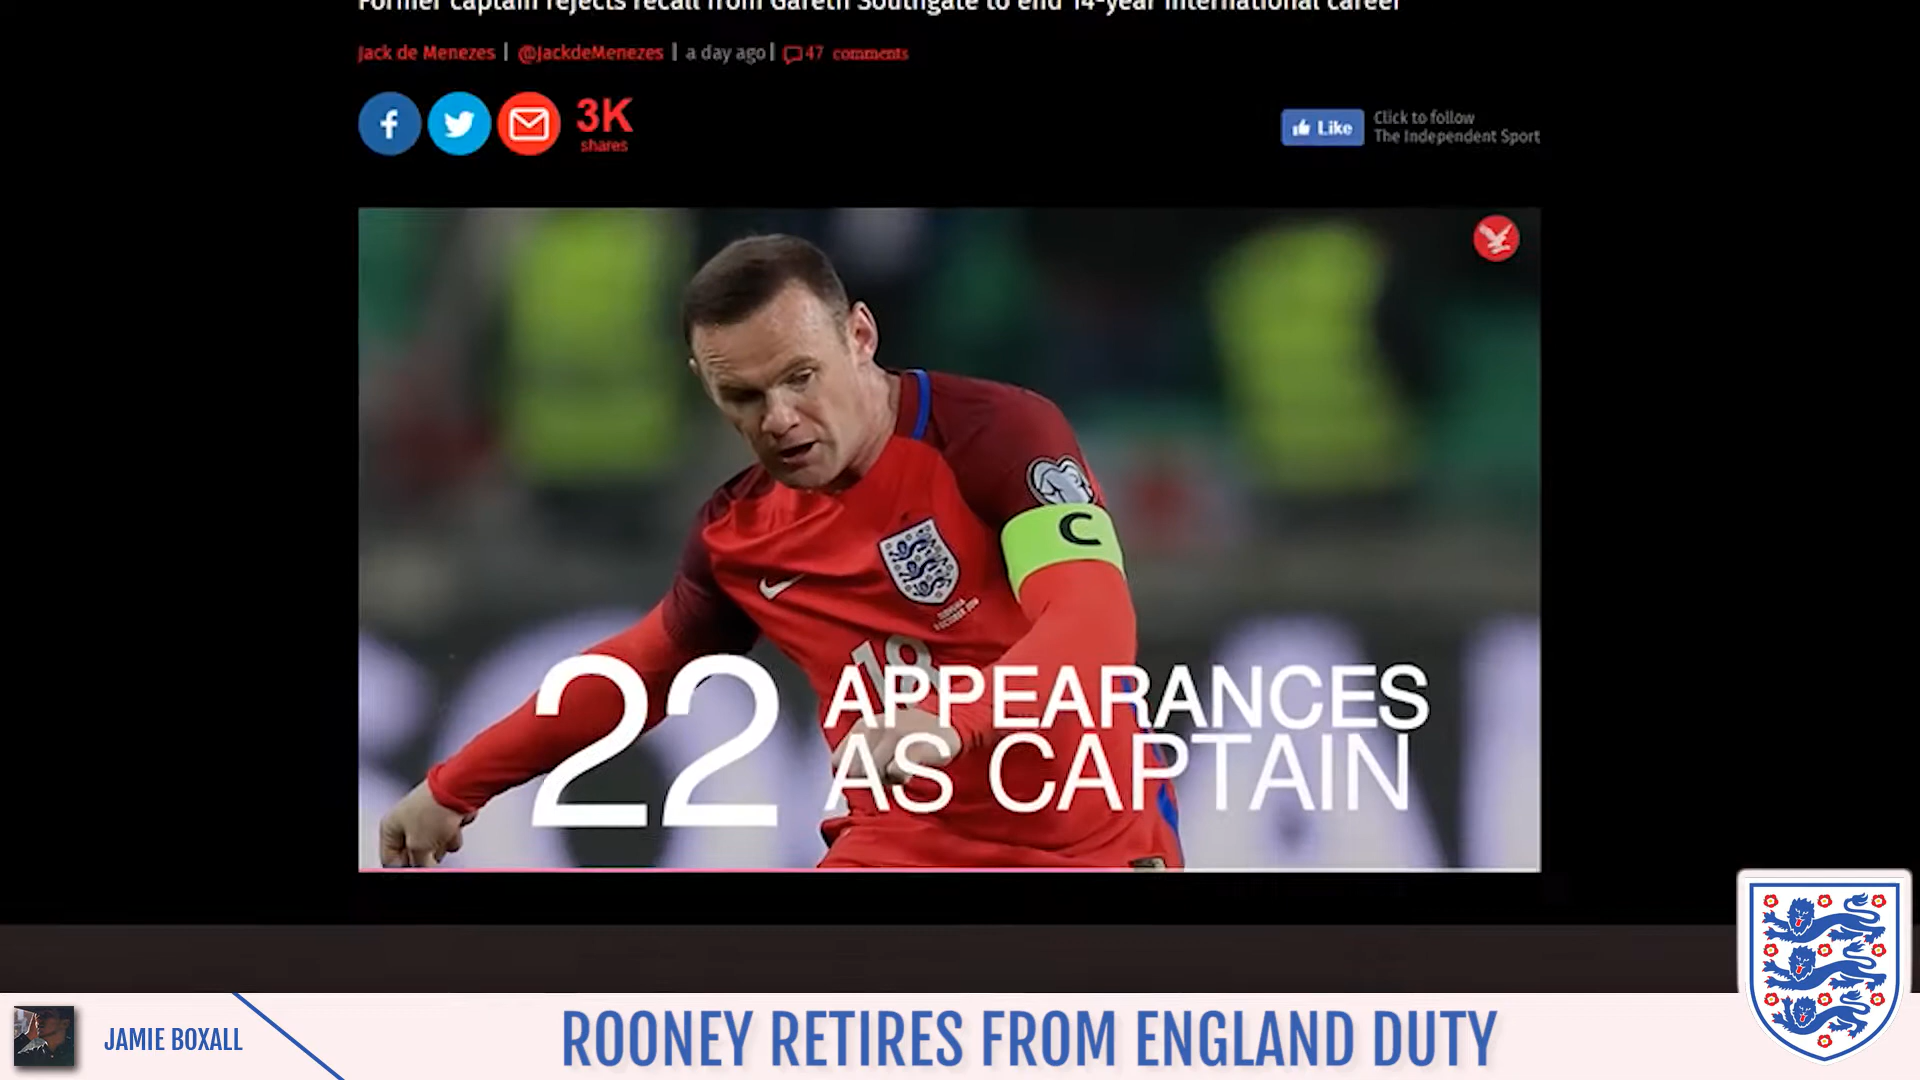 Former captain rejects recall from Gareth Southgate to end 14-year international career
Jack de Menezes | @JackdeMenezes | a day ago | 47 comments
3K
shares
Like
Click to follow
The Independent Sport
C
18
22 APPEARANCES
AS CAPTAIN
JAMIE BOXALL
ROONEY RETIRES FROM ENGLAND DUTY